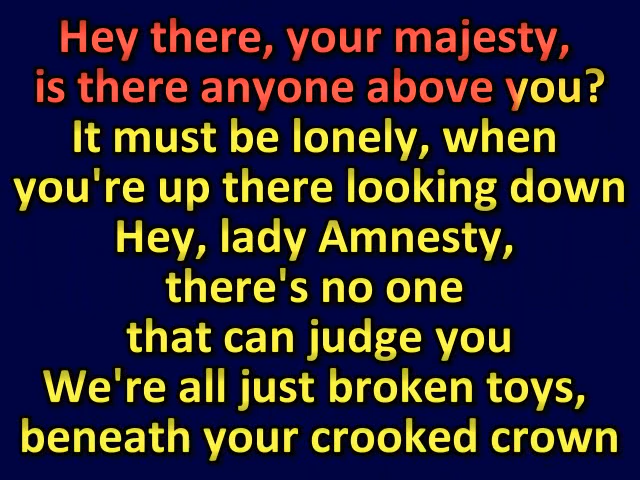 Hey there, your majesty,
is there anyone above you?
It must be lonely, when
you're up there looking down
Hey, lady Amnesty,
there's no one
that can judge you
We're all just broken toys,
beneath your crooked crown